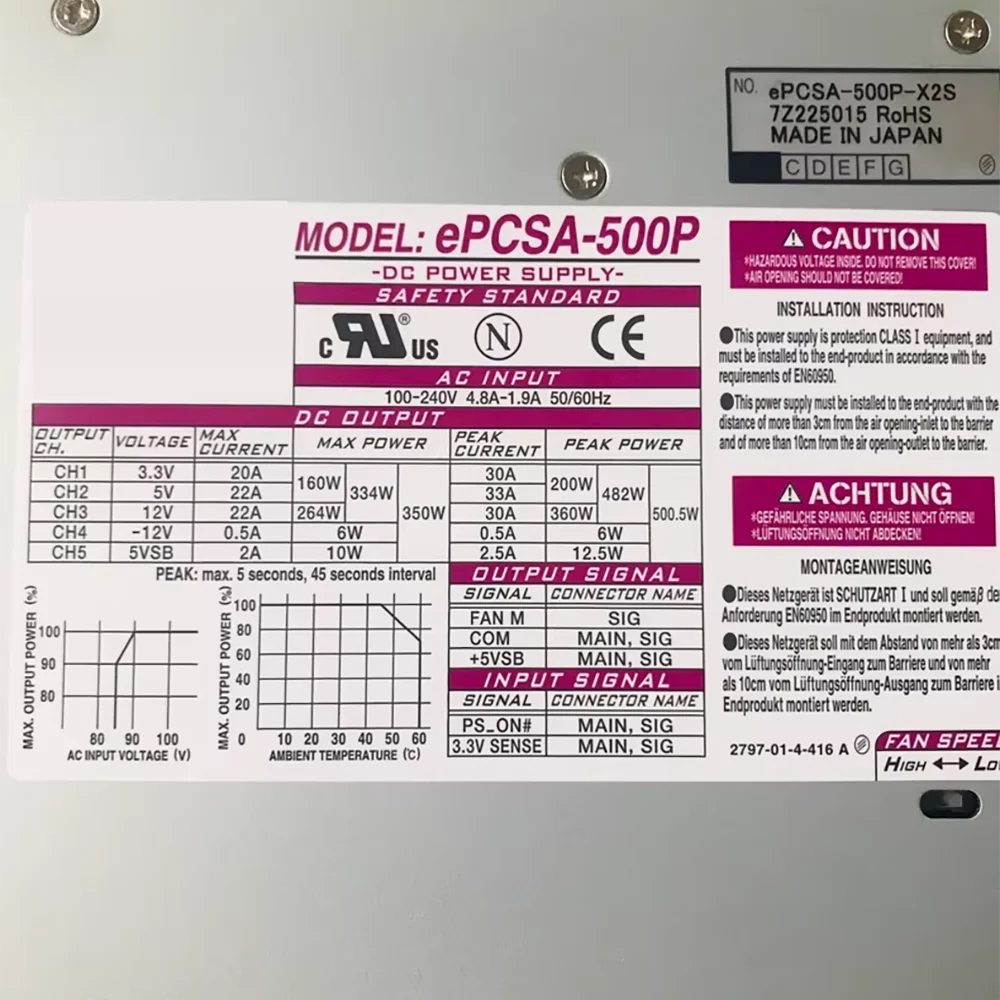 NO. ePCSA-500P-X2S
7Z225015 RoHS
MADE IN JAPAN
C D E F G
MODEL: ePCSA-500P
-DC POWER SUPPLY-
SAFETY STANDARD
c RU ® US N CE
AC INPUT
100-240V 4.8A-1.9A 50/60Hz
DC OUTPUT
OUTPUT CH. VOLTAGE MAX CURRENT MAX POWER PEAK CURRENT PEAK POWER
CH1 3.3V 20A 160W 334W 350W 30A 200W 482W 500.5W
CH2 5V 22A 33A
CH3 12V 22A 264W 30A 360W
CH4 -12V 0.5A 6W 0.5A 6W
CH5 5VSB 2A 10W 2.5A 12.5W
PEAK: max. 5 seconds, 45 seconds interval
MAX. OUTPUT POWER (%)
100
90
80
80 90 100
AC INPUT VOLTAGE (V)
MAX. OUTPUT POWER (%)
100
80
60
40
20
0 10 20 30 40 50 60
AMBIENT TEMPERATURE (℃)
OUTPUT SIGNAL
SIGNAL CONNECTOR NAME
FAN M SIG
COM MAIN, SIG
+5VSB MAIN, SIG
INPUT SIGNAL
SIGNAL CONNECTOR NAME
PS_ON# MAIN, SIG
3.3V SENSE MAIN, SIG
⚠ CAUTION
*HAZARDOUS VOLTAGE INSIDE. DO NOT REMOVE THIS COVER!
*AIR OPENING SHOULD NOT BE COVERED!
INSTALLATION INSTRUCTION
●This power supply is protection CLASS I equipment, and
must be installed to the end-product in accordance with the
requirements of EN60950.
●This power supply must be installed to the end-product with the
distance of more than 3cm from the air opening-inlet to the barrier
and of more than 10cm from the air opening-outlet to the barrier.
⚠ ACHTUNG
*GEFÄHRLICHE SPANNUNG. GEHÄUSE NICHT ÖFFNEN!
*LÜFTUNGSÖFFNUNG NICHT ABDECKEN!
MONTAGEANWEISUNG
●Dieses Netzgerät ist SCHUTZART I und soll gemäβ de
Anforderung EN60950 im Endprodukt montiert werden.
●Dieses Netzgerät soll mit dem Abstand von mehr als 3cm
vom Lüftungsöffnung-Eingang zum Barriere und von mehr
als 10cm vom Lüftungsöffnung-Ausgang zum Barriere i
Endprodukt montiert werden.
2797-01-4-416 A
FAN SPEE
HIGH ↔ Lo